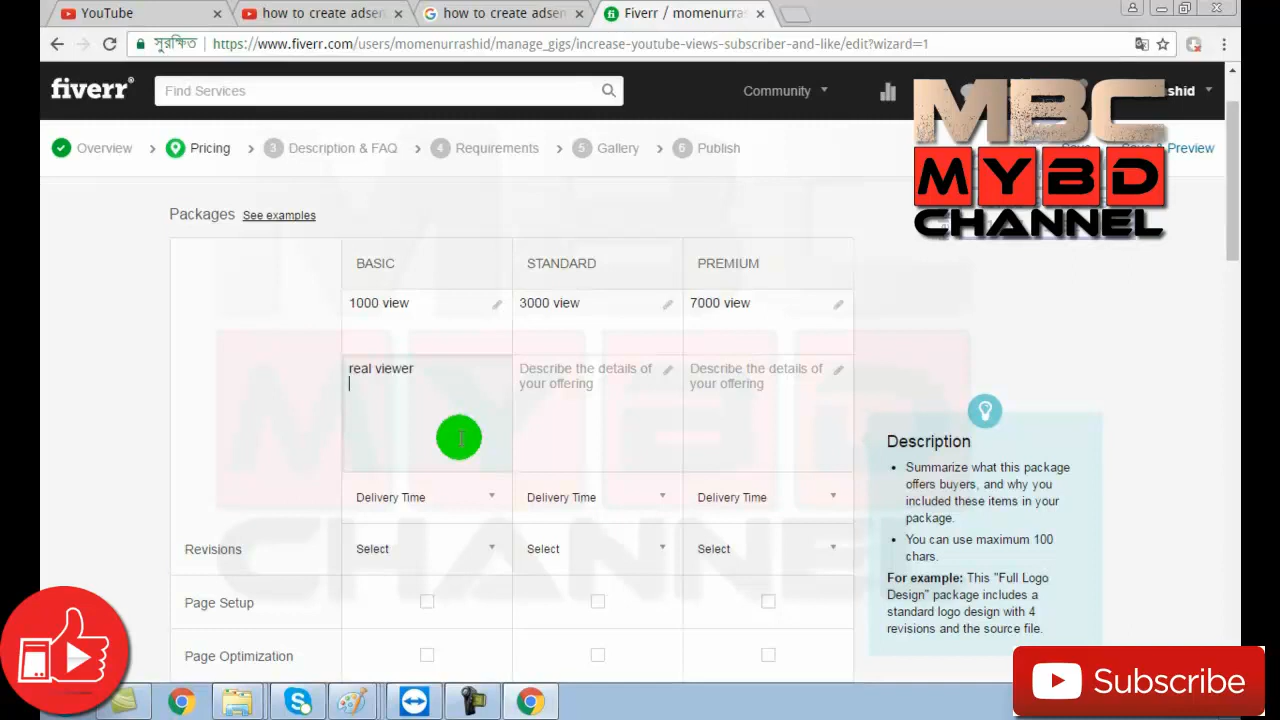 YouTube
how to create adsen
how to create adsen
Fiverr / momenurras
সুরক্ষিত
https://www.fiverr.com/users/momenurrashid/manage_gigs/increase-youtube-views-subscriber-and-like/edit?wizard=1
fiverr®
Find Services
Community
shid
Overview
Pricing
3 Description & FAQ
4 Requirements
5 Gallery
6 Publish
Preview
MBC
MYBD
CHANNEL
Packages See examples
BASIC STANDARD PREMIUM
1000 view 3000 view 7000 view
real viewer
Describe the details of
your offering
Describe the details of
your offering
Delivery Time Delivery Time Delivery Time
Revisions Select Select Select
Page Setup
Page Optimization
Description
Summarize what this package
offers buyers, and why you
included these items in your
package.
You can use maximum 100
chars.
For example: This "Full Logo
Design" package includes a
standard logo design with 4
revisions and the source file.
MYBD
CHANNEL
Subscribe